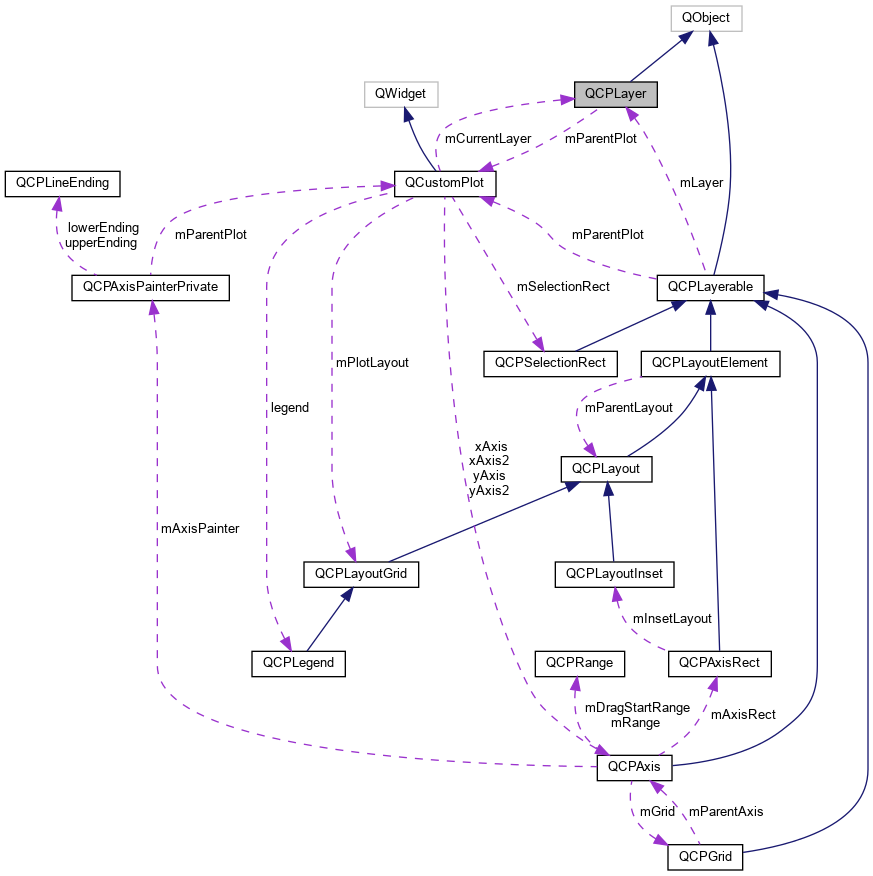 QObject
QWidget
QCPLayer
mCurrentLayer
mParentPlot
QCPLineEnding
QCustomPlot
mLayer
lowerEnding
upperEnding
mParentPlot
mParentPlot
QCPAxisPainterPrivate
mSelectionRect
QCPLayerable
mPlotLayout
QCPSelectionRect
QCPLayoutElement
legend
mParentLayout
xAxis
xAxis2
yAxis
yAxis2
QCPLayout
mAxisPainter
QCPLayoutGrid
QCPLayoutInset
mInsetLayout
QCPLegend
QCPRange
QCPAxisRect
mDragStartRange
mRange
mAxisRect
QCPAxis
mGrid
mParentAxis
QCPGrid